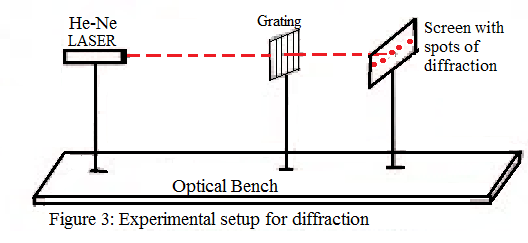 He-Ne
LASER
Grating
Screen with
spots of
diffraction
Optical Bench
Figure 3: Experimental setup for diffraction